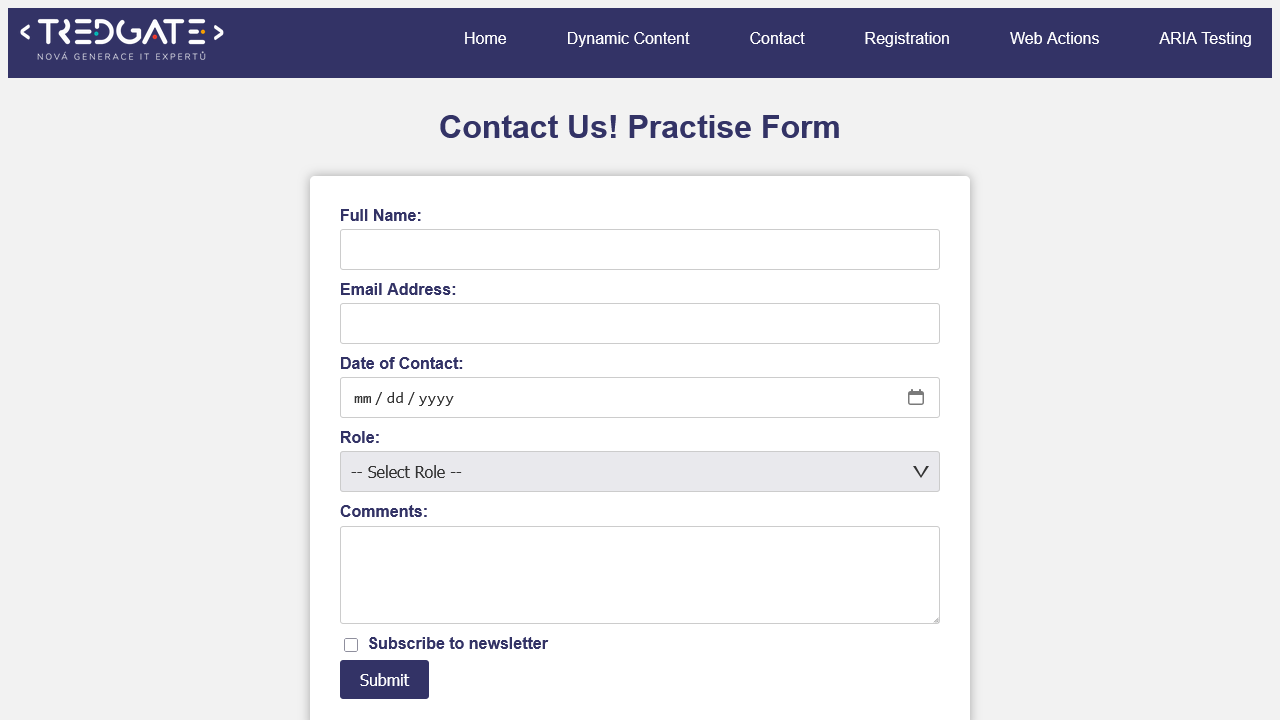 TREDGATE
NOVÁ GENERACE IT EXPERTŮ
Home
Dynamic Content
Contact
Registration
Web Actions
ARIA Testing
Contact Us! Practise Form
Full Name:
Email Address:
Date of Contact:
mm / dd / yyyy
Role:
-- Select Role --
Comments:
Subscribe to newsletter
Submit